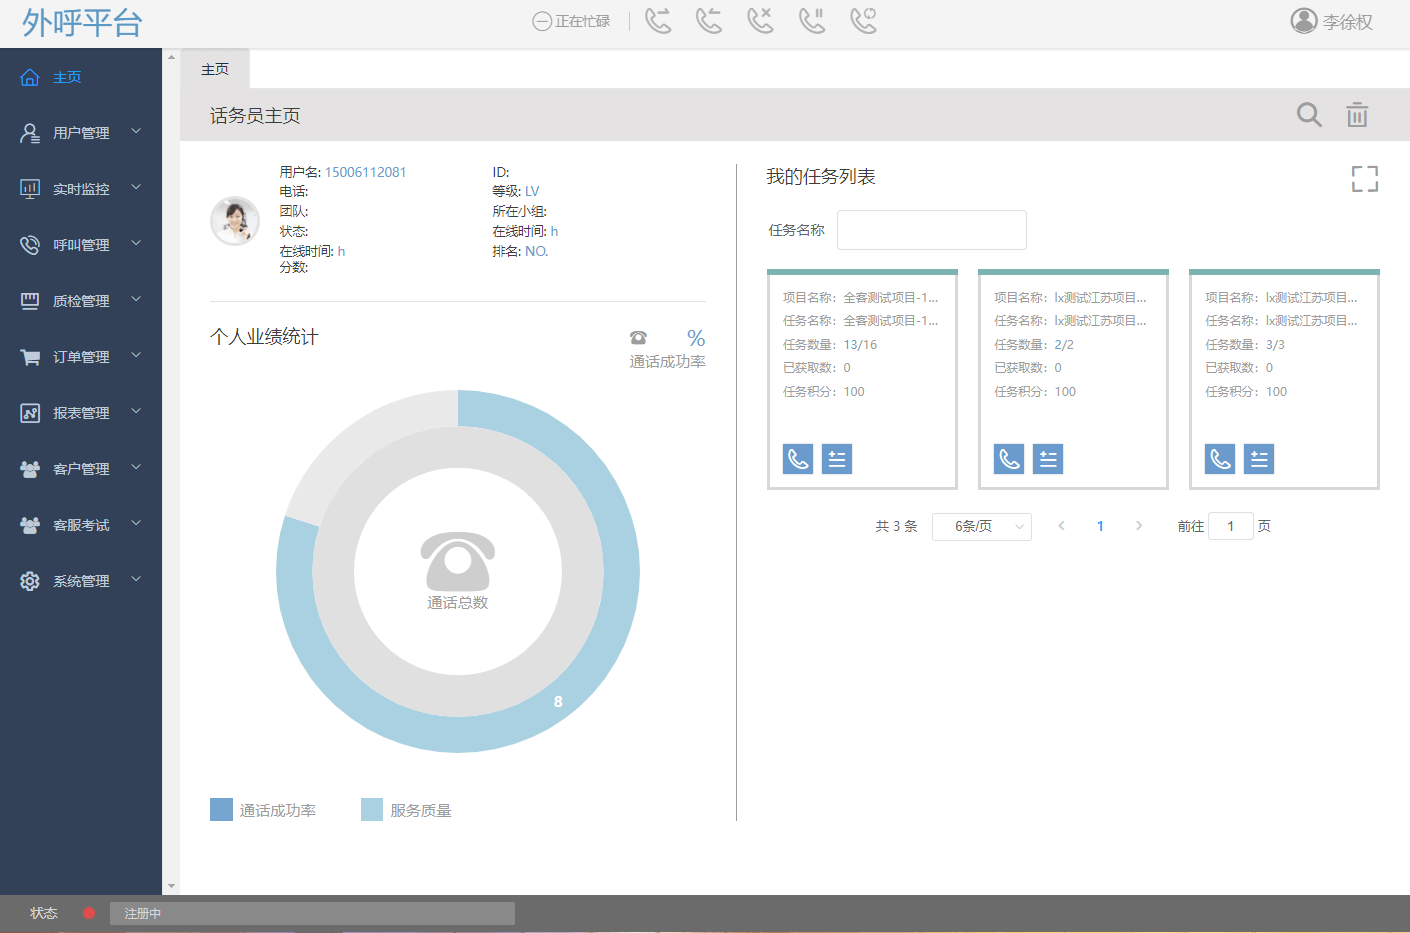 外呼平台
正在忙碌
李徐权
主页
用户管理
实时监控
呼叫管理
质检管理
订单管理
报表管理
客户管理
客服考试
系统管理
主页
话务员主页
用户名: 15006112081
电话:
团队:
状态:
在线时间: h
分数:
ID:
等级: LV
所在小组:
在线时间: h
排名: NO.
个人业绩统计
%
通话成功率
通话总数
8
通话成功率
服务质量
我的任务列表
任务名称
项目名称: 全客测试项目-1...
任务名称: 全客测试项目-1...
任务数量: 13/16
已获取数: 0
任务积分: 100
项目名称: lx测试江苏项目...
任务名称: lx测试江苏项目...
任务数量: 2/2
已获取数: 0
任务积分: 100
项目名称: lx测试江苏项目...
任务名称: lx测试江苏项目...
任务数量: 3/3
已获取数: 0
任务积分: 100
共 3 条 6条/页 1 前往 1 页
状态 注册中